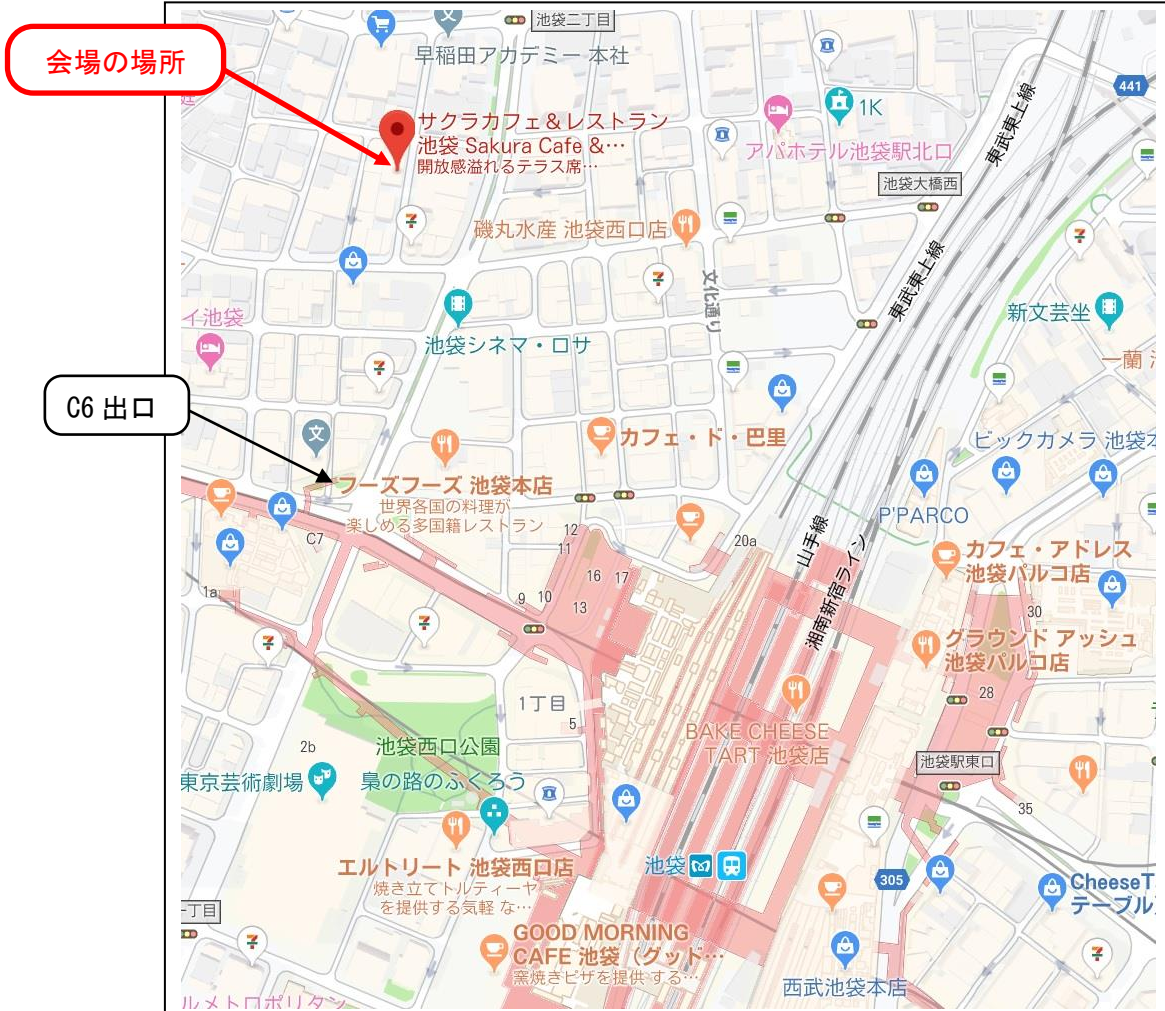 池袋二丁目
早稲田アカデミー 本社
会場の場所
441
庭
1K
サクラカフェ&レストラン
池袋 Sakura Cafe &…
開放感溢れるテラス席…
アパホテル池袋駅北口
東武東上線
池袋大橋西
磯丸水産 池袋西口店
文化通り
東武東上線
イ池袋
池袋シネマ・ロサ
新文芸坐
一蘭
C6 出口
文
カフェ・ド・巴里
ビックカメラ 池袋本
フーズフーズ 池袋本店
世界各国の料理が
楽しめる多国籍レストラン
P'PARCO
C7
12
11
20a
山手線
湘南新宿ライン
カフェ・アドレス
池袋パルコ店
16
17
1a
9
10
13
30
グラウンド アッシュ
池袋パルコ店
28
1丁目
5
2b
池袋西口公園
BAKE CHEESE
TART 池袋店
池袋駅東口
東京芸術劇場
梟の路のふくろう
35
エルトリート 池袋西口店
焼き立てトルティーヤ
を提供する気軽 な…
池袋
305
CheeseT
テーブル
丁目
GOOD MORNING
CAFE 池袋（グッド…
窯焼きピザを提供 する…
西武池袋本店
ルメトロポリタン